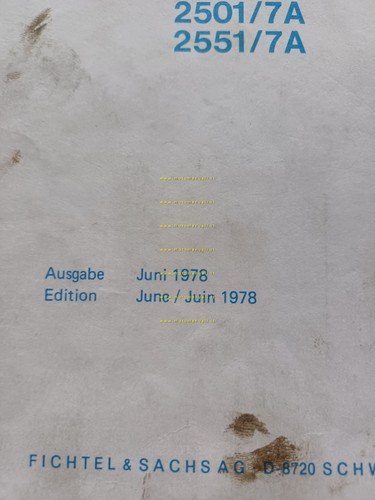 2501/7A
2551/7A
Ausgabe Juni 1978
Edition June / Juin 1978
FICHTEL & SACHS AG D-8720 SCHW